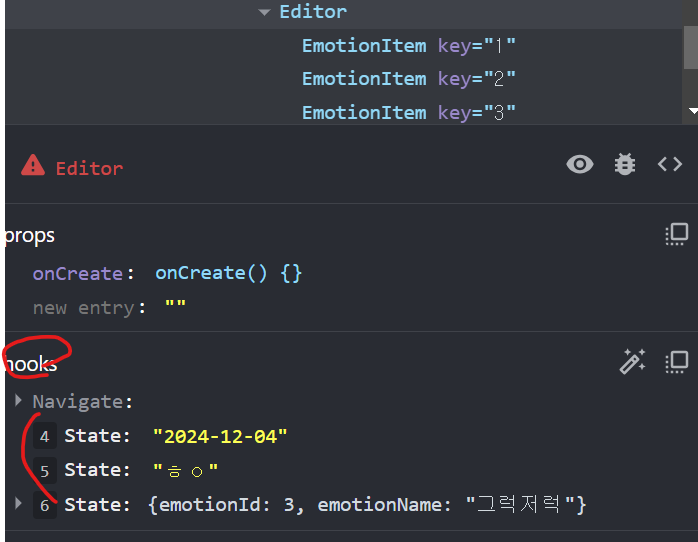 Editor
EmotionItem key="1"
EmotionItem key="2"
EmotionItem key="3"
Editor
props
onCreate: onCreate() {}
new entry: ""
hooks
Navigate:
4 State: "2024-12-04"
5 State: "ㅎㅇ"
6 State: {emotionId: 3, emotionName: "그럭저럭"}